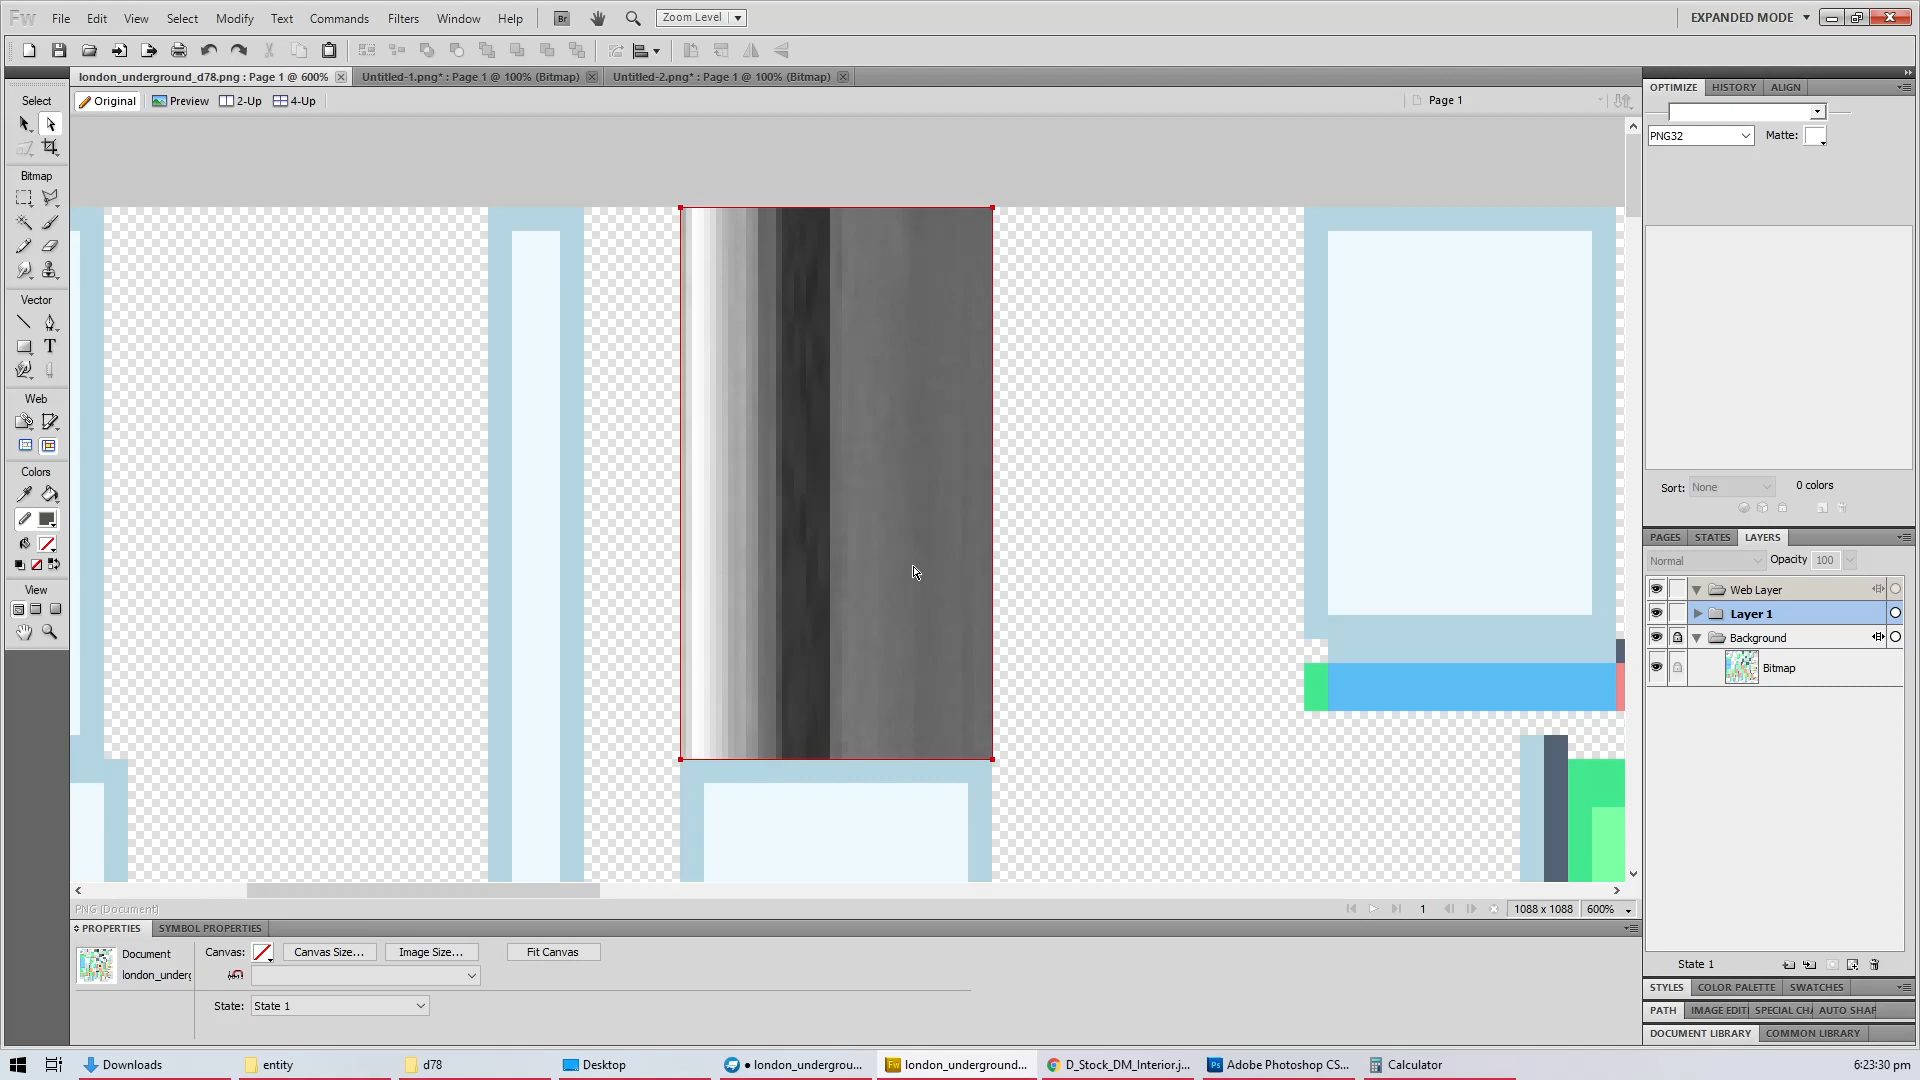 Fw File Edit View Select Modify Text Commands Filters Window Help Br Zoom Level EXPANDED MODE
london_underground_d78.png : Page 1 @ 600% Untitled-1.png* : Page 1 @ 100% (Bitmap) Untitled-2.png* : Page 1 @ 100% (Bitmap)
Original Preview 2-Up 4-Up Page 1
OPTIMIZE HISTORY ALIGN
PNG32 Matte:
Select
Bitmap
Vector
T
Web
Colors
View
Sort: None 0 colors
PAGES STATES LAYERS
Normal Opacity 100
Web Layer
Layer 1
Background
Bitmap
State 1
PNG (Document) 1 1088 x 1088 600%
PROPERTIES SYMBOL PROPERTIES
Document Canvas: Canvas Size... Image Size... Fit Canvas
london_underg
State: State 1
STYLES COLOR PALETTE SWATCHES
PATH IMAGE EDITI SPECIAL CHA AUTO SHAP
DOCUMENT LIBRARY COMMON LIBRARY
Downloads entity d78 Desktop • london_undergrou... Fw london_underground... D_Stock_DM_Interior.j... Ps Adobe Photoshop CS... Calculator 6:23:30 pm